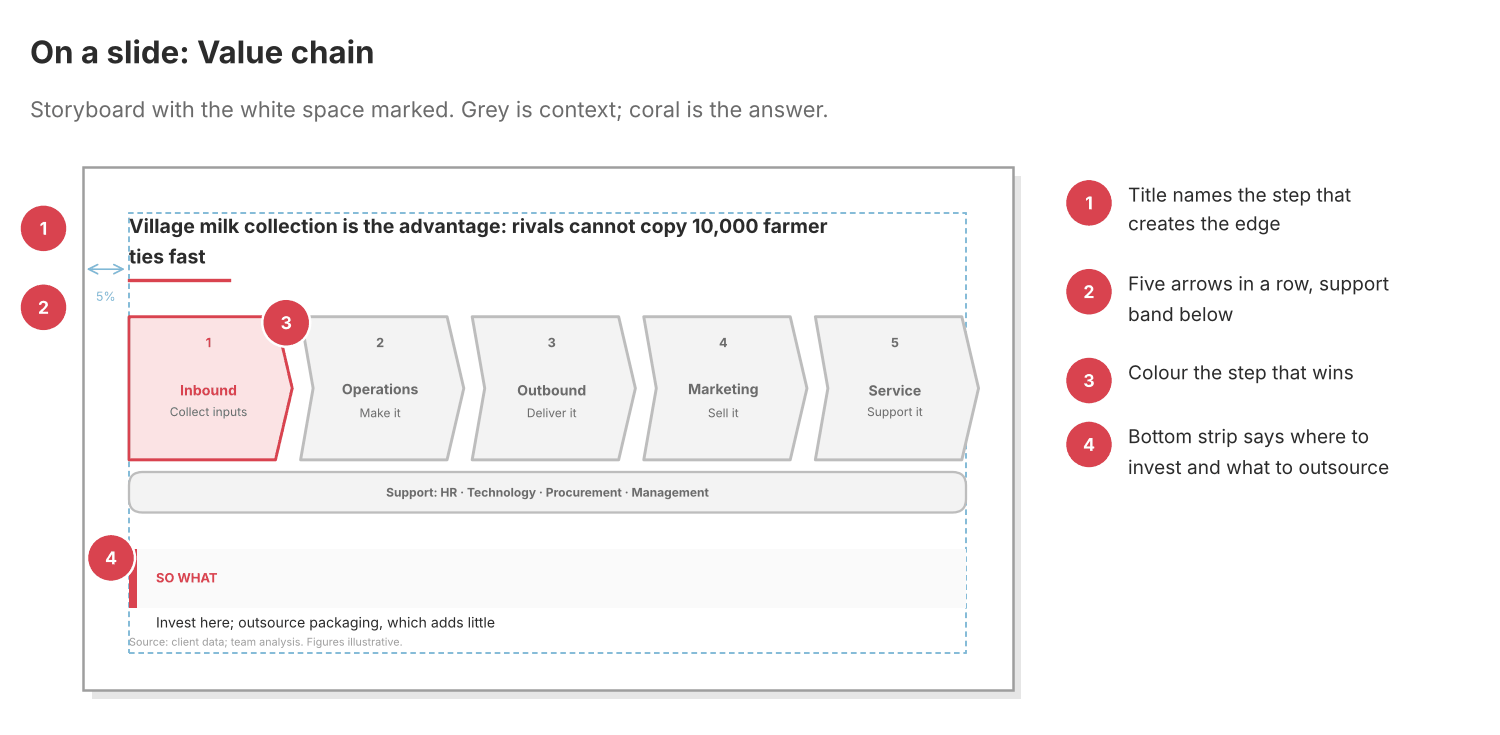 On a slide: Value chain
Storyboard with the white space marked. Grey is context; coral is the answer.
1
2
5%
Village milk collection is the advantage: rivals cannot copy 10,000 farmer
ties fast
3
1
Inbound
Collect inputs
2
Operations
Make it
3
Outbound
Deliver it
4
Marketing
Sell it
5
Service
Support it
Support: HR · Technology · Procurement · Management
4
SO WHAT
Invest here; outsource packaging, which adds little
Source: client data; team analysis. Figures illustrative.
1
Title names the step that
creates the edge
2
Five arrows in a row, support
band below
3
Colour the step that wins
4
Bottom strip says where to
invest and what to outsource